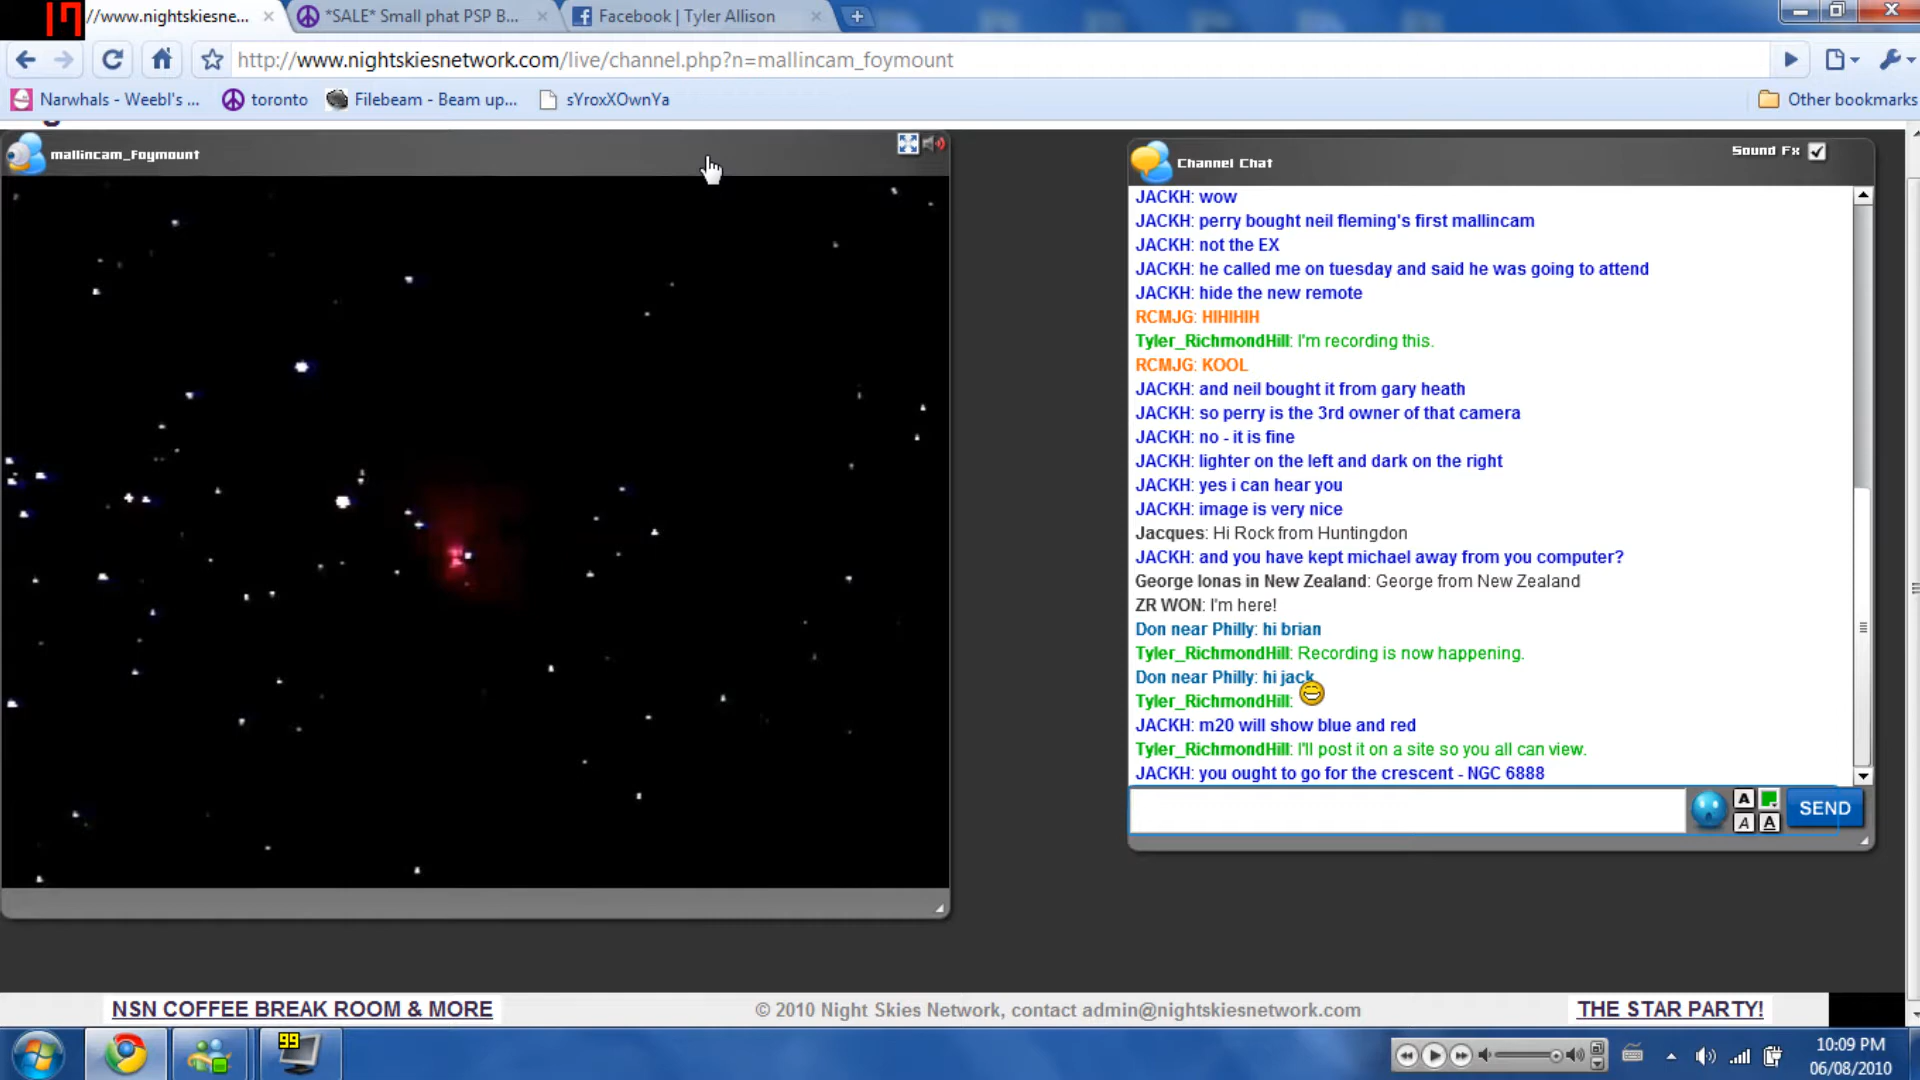 17
//www.nightskiesne...
*SALE* Small phat PSP B...
Facebook | Tyler Allison
http://www.nightskiesnetwork.com/live/channel.php?n=mallincam_foymount
Narwhals - Weebl's ...
toronto
Filebeam - Beam up...
sYroxXOwnYa
Other bookmarks
mallincam_Foymount
Channel Chat
Sound Fx
JACKH: wow
JACKH: perry bought neil fleming's first mallincam
JACKH: not the EX
JACKH: he called me on tuesday and said he was going to attend
JACKH: hide the new remote
RCMJG: HIHIHIH
Tyler_RichmondHill: I'm recording this.
RCMJG: KOOL
JACKH: and neil bought it from gary heath
JACKH: so perry is the 3rd owner of that camera
JACKH: no - it is fine
JACKH: lighter on the left and dark on the right
JACKH: yes i can hear you
JACKH: image is very nice
Jacques: Hi Rock from Huntingdon
JACKH: and you have kept michael away from you computer?
George Ionas in New Zealand: George from New Zealand
ZR WON: I'm here!
Don near Philly: hi brian
Tyler_RichmondHill: Recording is now happening.
Don near Philly: hi jack
Tyler_RichmondHill:
JACKH: m20 will show blue and red
Tyler_RichmondHill: I'll post it on a site so you all can view.
JACKH: you ought to go for the crescent - NGC 6888
A
A A
SEND
NSN COFFEE BREAK ROOM & MORE
© 2010 Night Skies Network, contact admin@nightskiesnetwork.com
THE STAR PARTY!
99
10:09 PM
06/08/2010